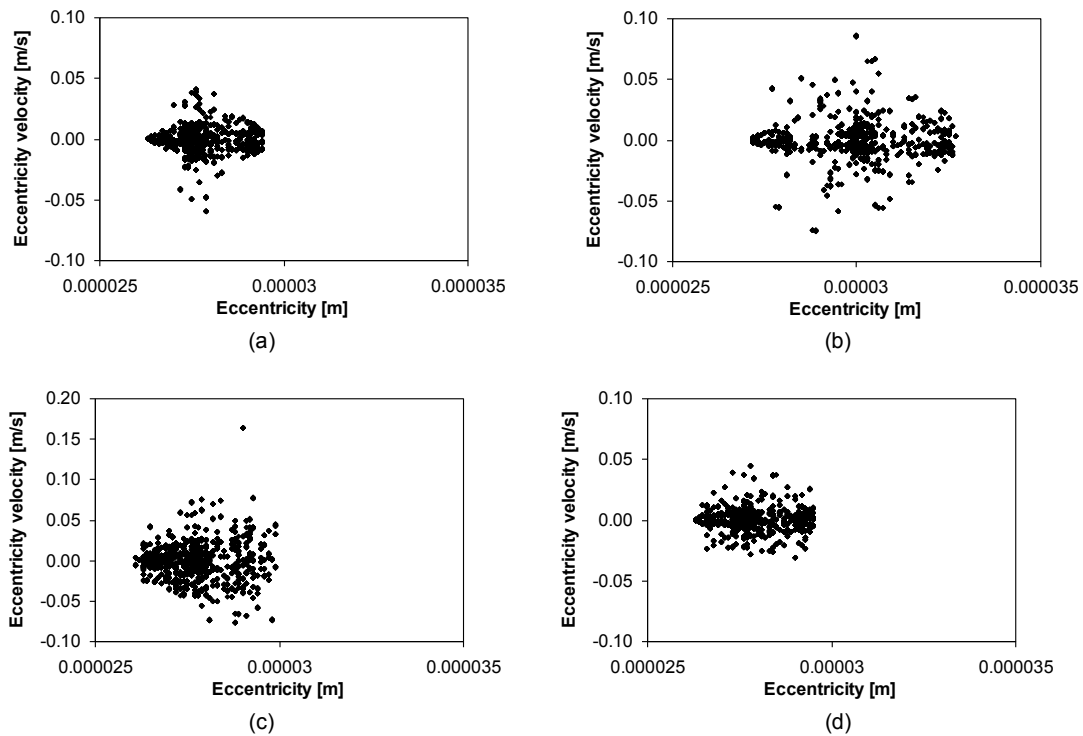 0.10
0.05
0.00
-0.05
-0.10
Eccentricity velocity [m/s]
0.000025 0.00003 0.000035
Eccentricity [m]
(a)
0.10
0.05
0.00
-0.05
-0.10
Eccentricity velocity [m/s]
0.000025 0.00003 0.000035
Eccentricity [m]
(b)
0.20
0.15
0.10
0.05
0.00
-0.05
-0.10
Eccentricity velocity [m/s]
0.000025 0.00003 0.000035
Eccentricity [m]
(c)
0.10
0.05
0.00
-0.05
-0.10
Eccentricity velocity [m/s]
0.000025 0.00003 0.000035
Eccentricity [m]
(d)